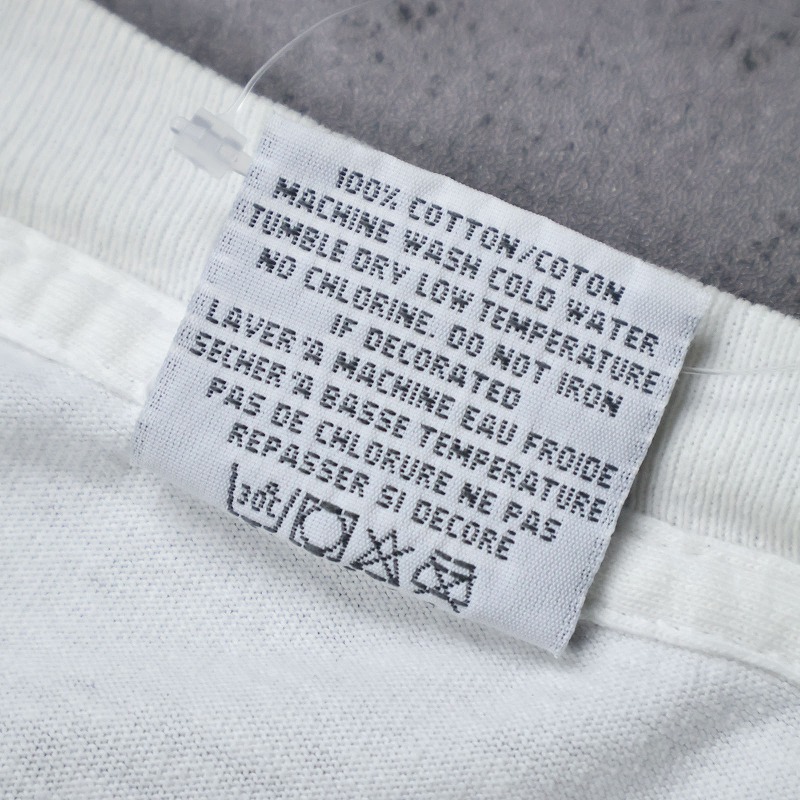 100% COTTON/COTON
MACHINE WASH COLD WATER
TUMBLE DRY LOW TEMPERATURE
NO CHLORINE. DO NOT IRON
IF DECORATED
LAVER'A MACHINE EAU FROIDE
SECHER'A BASSE TEMPERATURE
PAS DE CHLORURE NE PAS
REPASSER SI DECORÉ
30℃